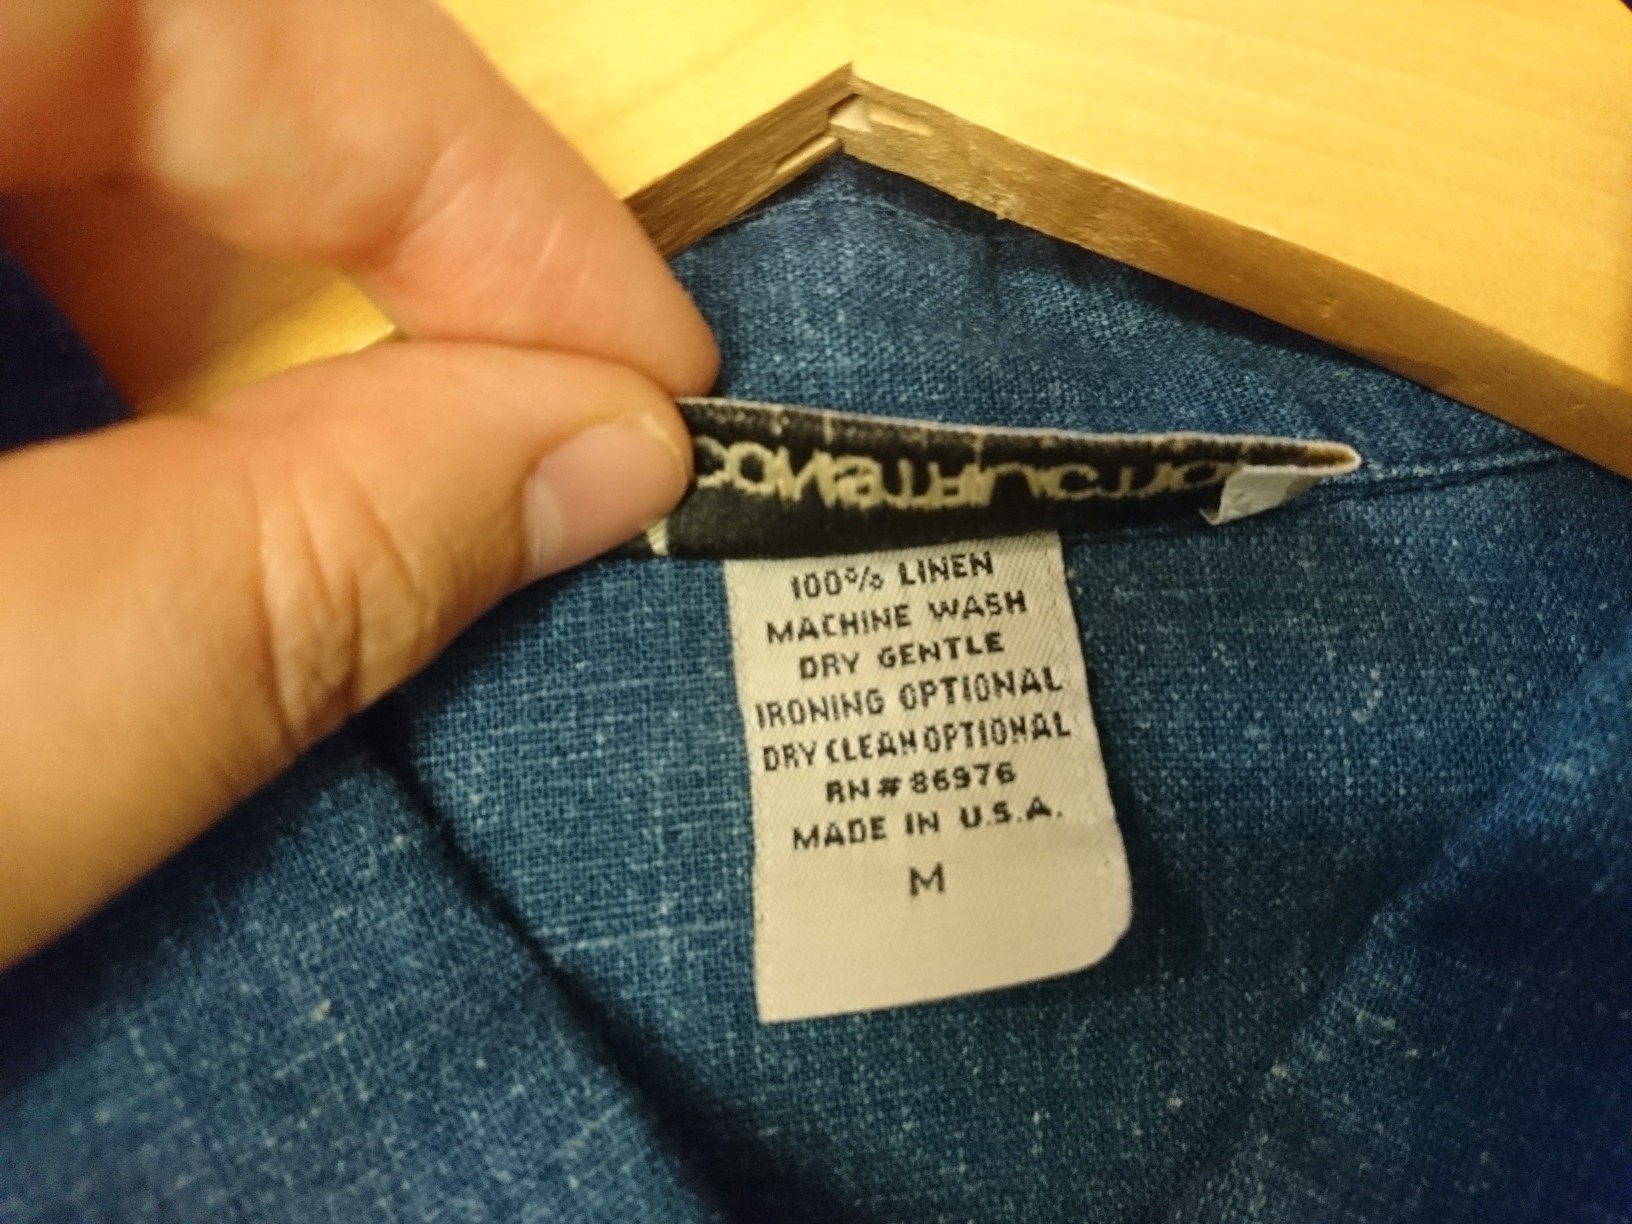 100% LINEN
MACHINE WASH
DRY GENTLE
IRONING OPTIONAL
DRY CLEAN OPTIONAL
RN # 86976
MADE IN U.S.A.
M